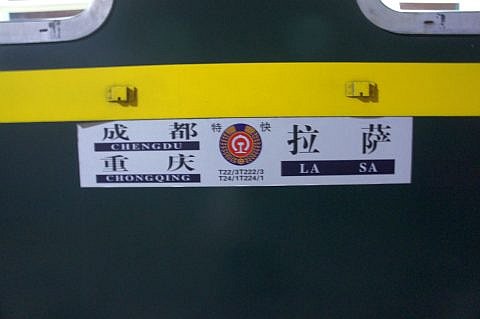 成都
CHENGDU
重庆
CHONGQING
特 快
T22/3T222/3
T24/1T224/1
拉萨
LA SA